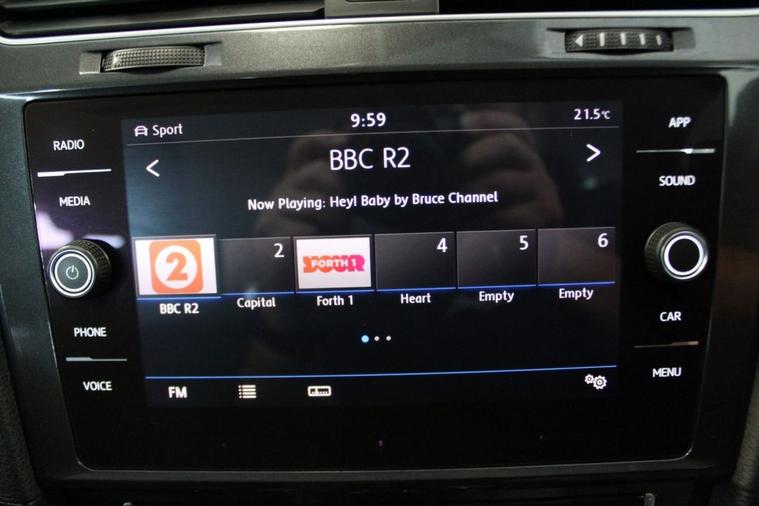 RADIO
MEDIA
PHONE
VOICE
Sport
9:59
21.5°C
BBC R2
Now Playing: Hey! Baby by Bruce Channel
2
2
FORTH 1
4
5
6
BBC R2
Capital
Forth 1
Heart
Empty
Empty
FM
APP
SOUND
CAR
MENU